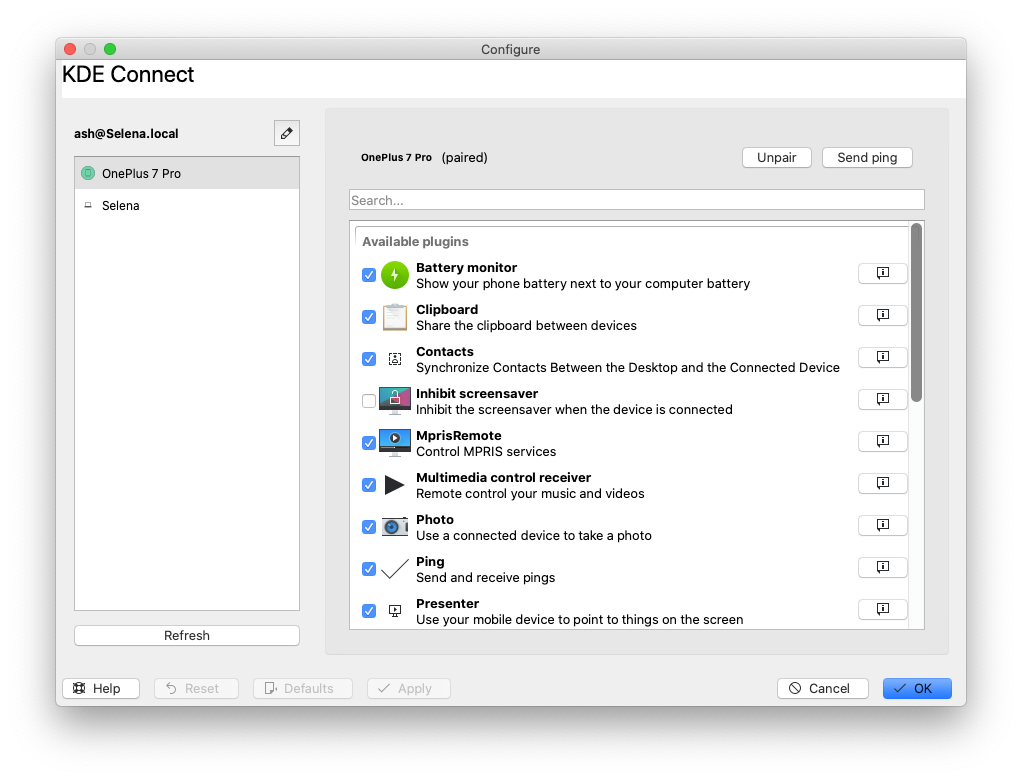 Configure
KDE Connect
ash@Selena.local
OnePlus 7 Pro
Selena
Refresh
OnePlus 7 Pro (paired)
Unpair
Send ping
Search...
Available plugins
Battery monitor
Show your phone battery next to your computer battery
Clipboard
Share the clipboard between devices
Contacts
Synchronize Contacts Between the Desktop and the Connected Device
Inhibit screensaver
Inhibit the screensaver when the device is connected
MprisRemote
Control MPRIS services
Multimedia control receiver
Remote control your music and videos
Photo
Use a connected device to take a photo
Ping
Send and receive pings
Presenter
Use your mobile device to point to things on the screen
Help
Reset
Defaults
Apply
Cancel
OK